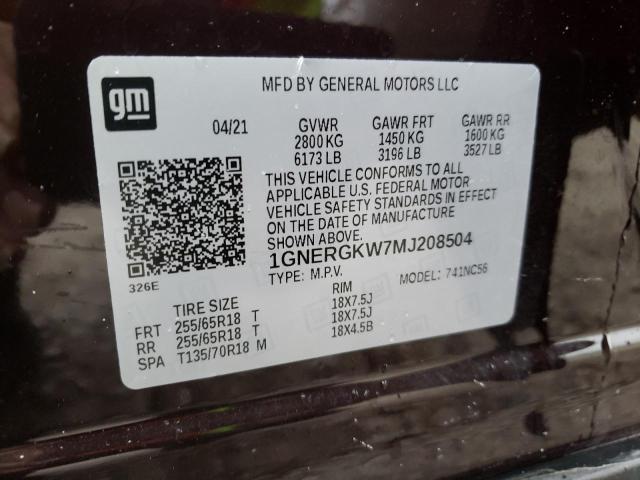 gm
MFD BY GENERAL MOTORS LLC
04/21 GVWR GAWR FRT GAWR RR
2800 KG 1450 KG 1600 KG
6173 LB 3196 LB 3527 LB
THIS VEHICLE CONFORMS TO ALL
APPLICABLE U.S. FEDERAL MOTOR
VEHICLE SAFETY STANDARDS IN EFFECT
ON THE DATE OF MANUFACTURE
SHOWN ABOVE.
1GNERGKW7MJ208504
326E
TYPE: M.P.V. MODEL: 741NC56
TIRE SIZE RIM
FRT 255/65R18 T 18X7.5J
RR 255/65R18 T 18X7.5J
SPA T135/70R18 M 18X4.5B